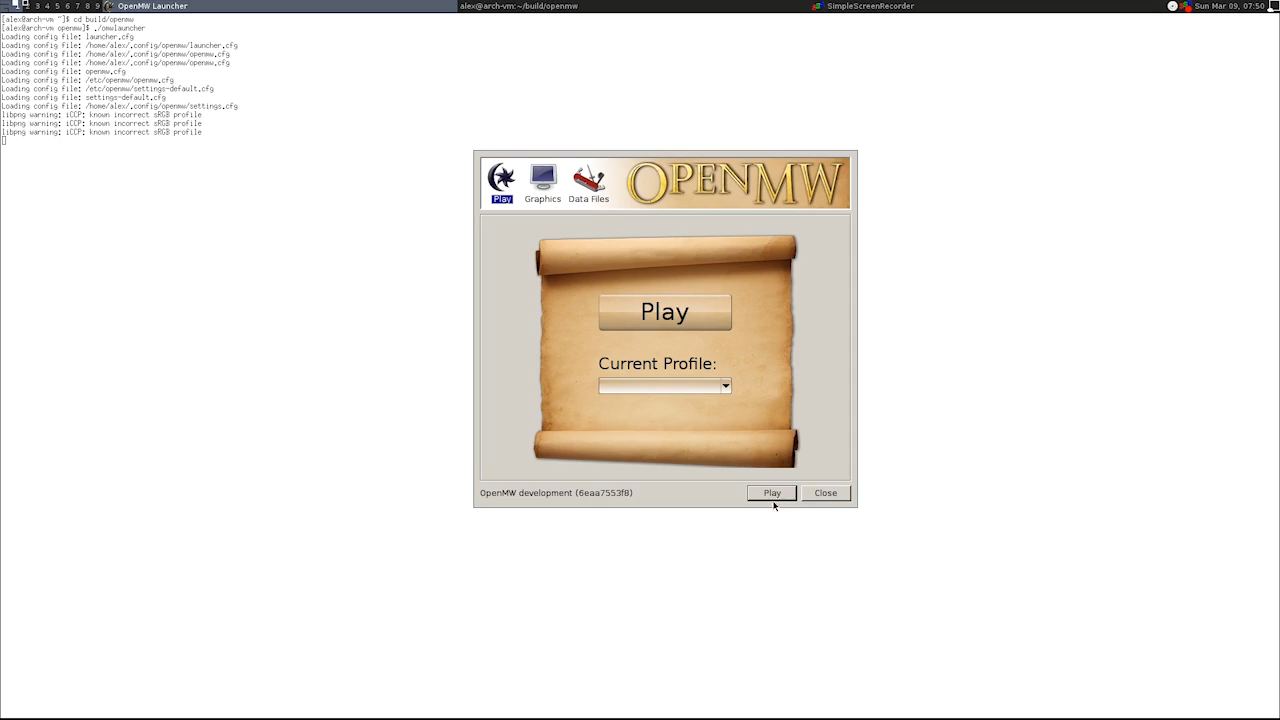 1 2 3 4 5 6 7 8 9 OpenMW Launcher alex@arch-vm:~/build/openmw SimpleScreenRecorder Sun Mar 09, 07:50
[alex@arch-vm ~]$ cd build/openmw
[alex@arch-vm openmw]$ ./omwlauncher
Loading config file: launcher.cfg
Loading config file: /home/alex/.config/openmw/launcher.cfg
Loading config file: /home/alex/.config/openmw/openmw.cfg
Loading config file: /home/alex/.config/openmw/openmw.cfg
Loading config file: openmw.cfg
Loading config file: /etc/openmw/openmw.cfg
Loading config file: /etc/openmw/settings-default.cfg
Loading config file: settings-default.cfg
Loading config file: /home/alex/.config/openmw/settings.cfg
libpng warning: iCCP: known incorrect sRGB profile
libpng warning: iCCP: known incorrect sRGB profile
libpng warning: iCCP: known incorrect sRGB profile
OPENMW
Play Graphics Data Files
Play
Current Profile:
OpenMW development (6eaa7553f8) Play Close